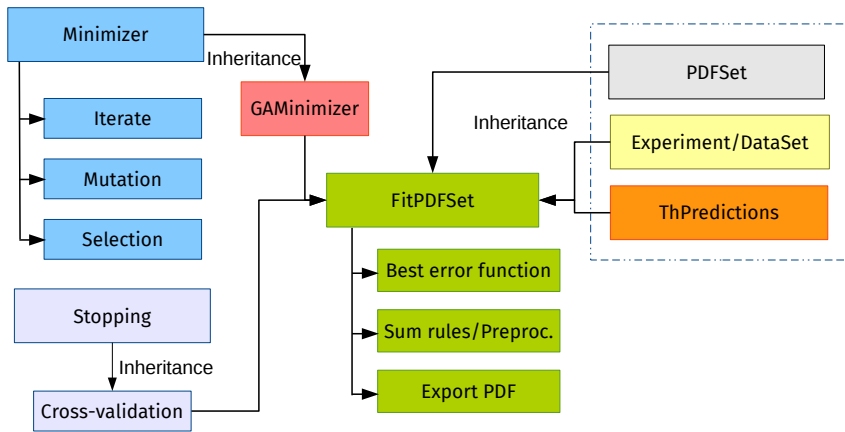 Minimizer
Inheritance
PDFSet
GAMinimizer
Iterate
Inheritance
Experiment/DataSet
Mutation
FitPDFSet
ThPredictions
Selection
Best error function
Stopping
Sum rules/Preproc.
Inheritance
Export PDF
Cross-validation